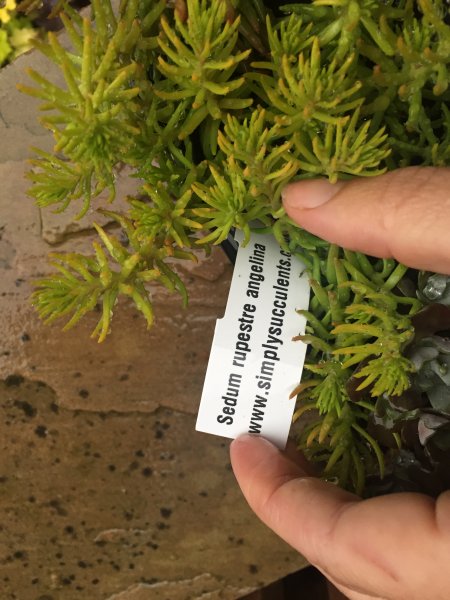 Sedum rupestre angelina
www.simplysucculents.c